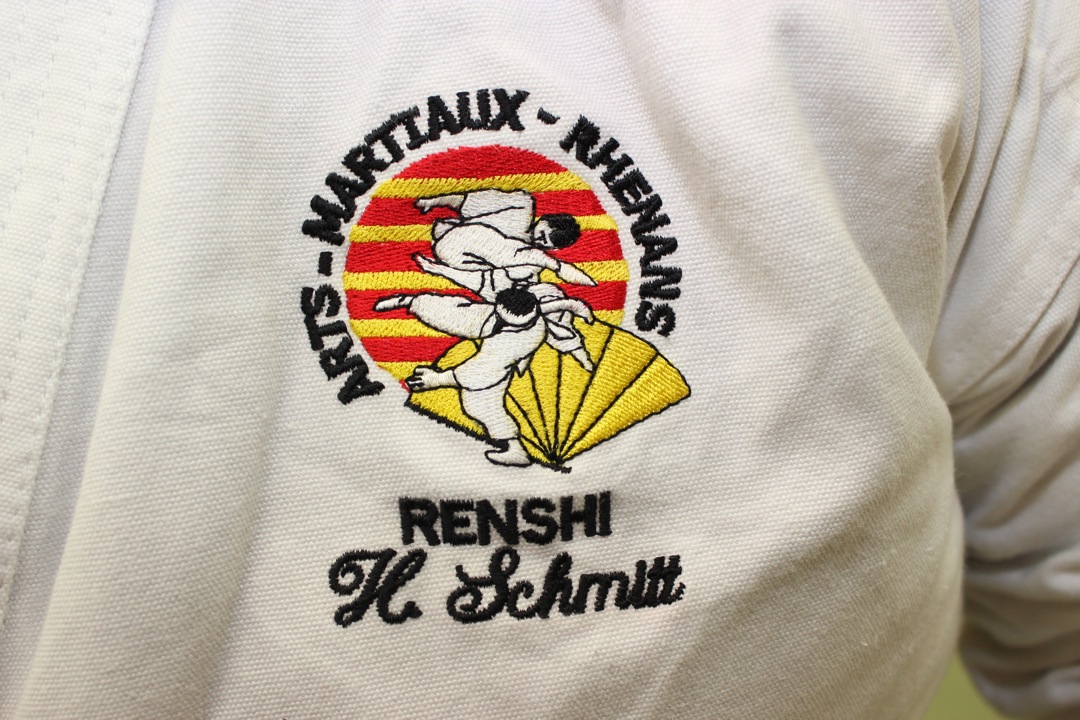 ARTS - MARTIAUX - RHENANS
RENSHI
H. Schmitt